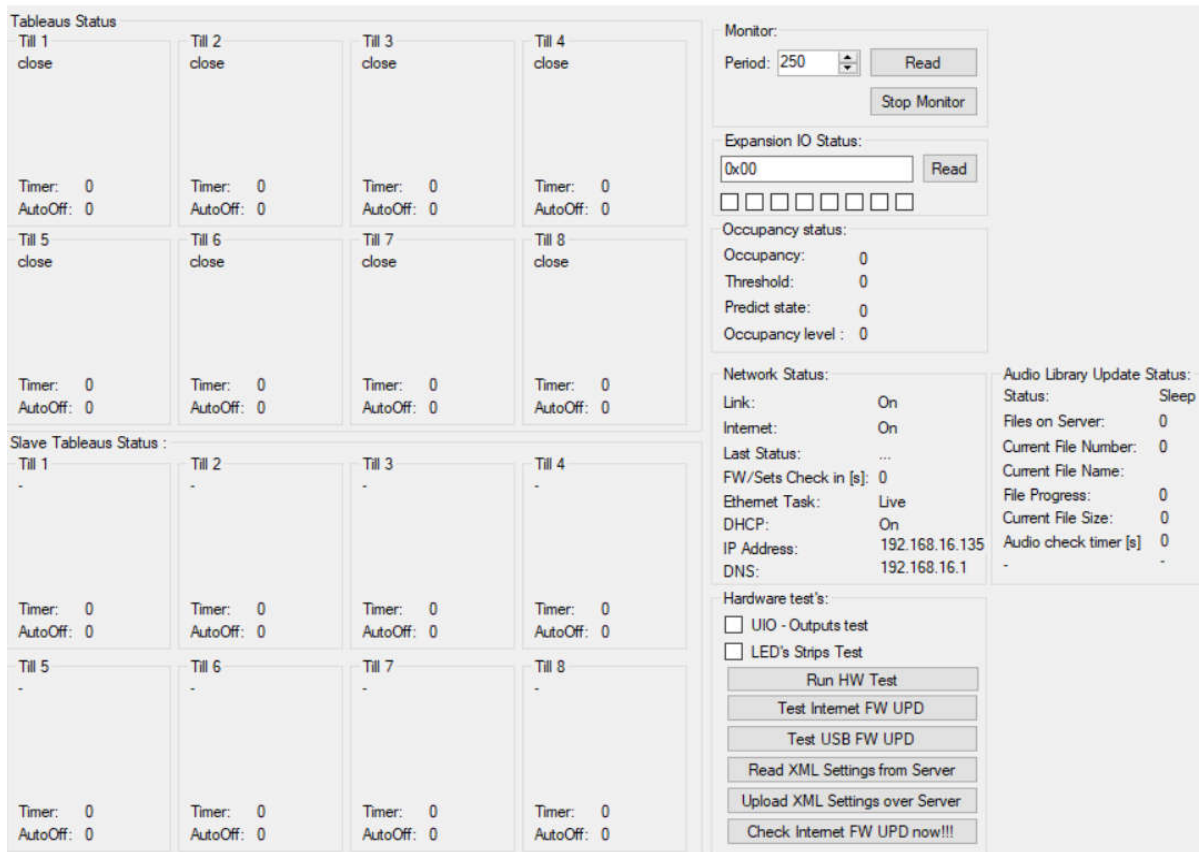 Tableaus Status
Till 1 Till 2 Till 3 Till 4
close close close close
Timer: 0 Timer: 0 Timer: 0 Timer: 0
AutoOff: 0 AutoOff: 0 AutoOff: 0 AutoOff: 0
Till 5 Till 6 Till 7 Till 8
close close close close
Timer: 0 Timer: 0 Timer: 0 Timer: 0
AutoOff: 0 AutoOff: 0 AutoOff: 0 AutoOff: 0
Slave Tableaus Status :
Till 1 Till 2 Till 3 Till 4
- - - -
Timer: 0 Timer: 0 Timer: 0 Timer: 0
AutoOff: 0 AutoOff: 0 AutoOff: 0 AutoOff: 0
Till 5 Till 6 Till 7 Till 8
- - - -
Timer: 0 Timer: 0 Timer: 0 Timer: 0
AutoOff: 0 AutoOff: 0 AutoOff: 0 AutoOff: 0
Monitor:
Period: 250 Read
Stop Monitor
Expansion IO Status:
0x00 Read
Occupancy status:
Occupancy: 0
Threshold: 0
Predict state: 0
Occupancy level : 0
Network Status:
Link: On
Internet: On
Last Status: ...
FW/Sets Check in [s]: 0
Ethernet Task: Live
DHCP: On
IP Address: 192.168.16.135
DNS: 192.168.16.1
Audio Library Update Status:
Status: Sleep
Files on Server: 0
Current File Number: 0
Current File Name:
File Progress: 0
Current File Size: 0
Audio check timer [s] 0
- -
Hardware test's:
UIO - Outputs test
LED's Strips Test
Run HW Test
Test Internet FW UPD
Test USB FW UPD
Read XML Settings from Server
Upload XML Settings over Server
Check Internet FW UPD now!!!